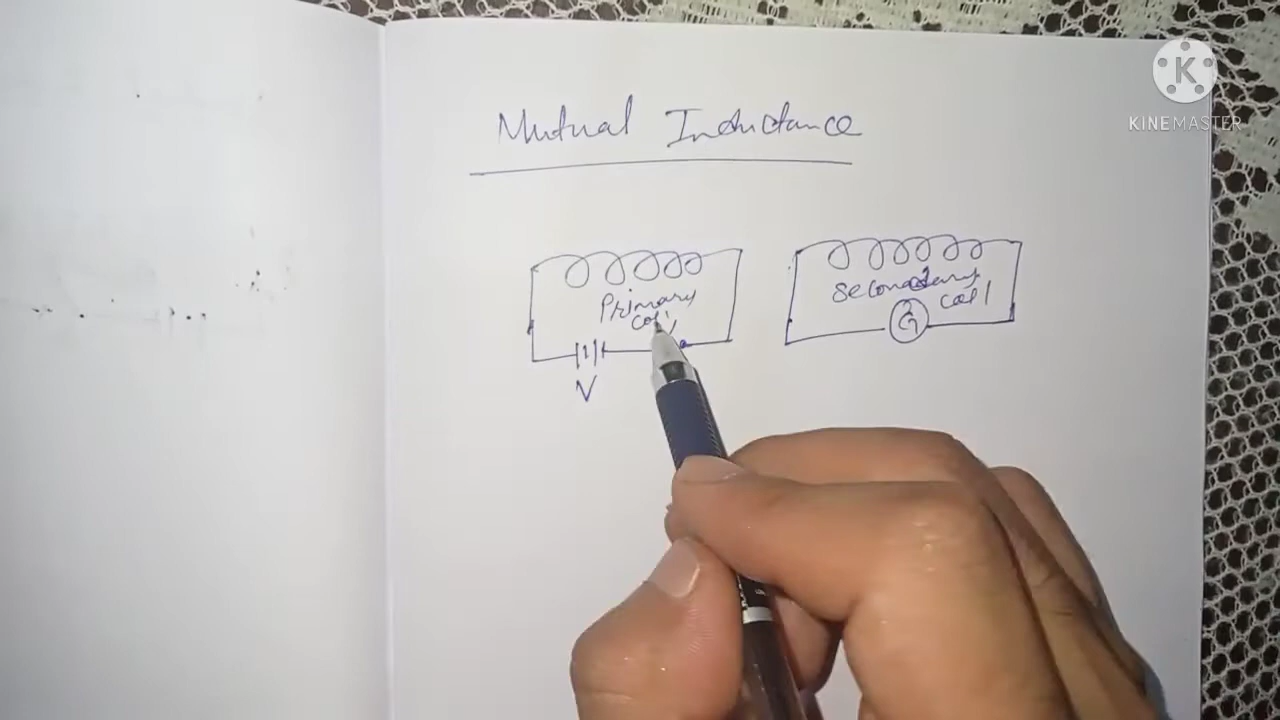 Mutual Inductance
Primary
coil
V
Secondary
coil
G
K
KINEMASTER